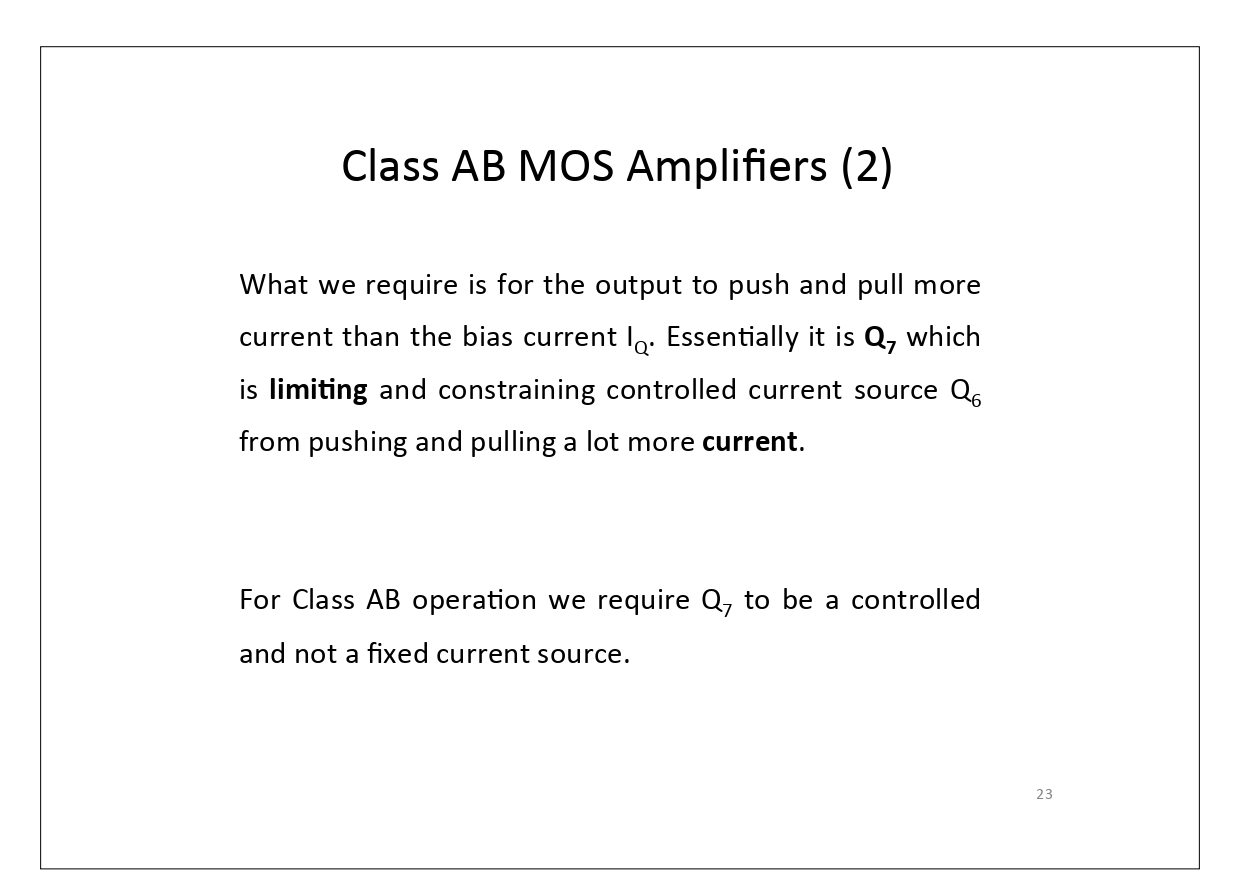 Class AB MOS Amplifiers (2)
What we require is for the output to push and pull more
current than the bias current I_Q. Essentially it is Q_7 which
is limiting and constraining controlled current source Q_6
from pushing and pulling a lot more current.
For Class AB operation we require Q_7 to be a controlled
and not a fixed current source.
23